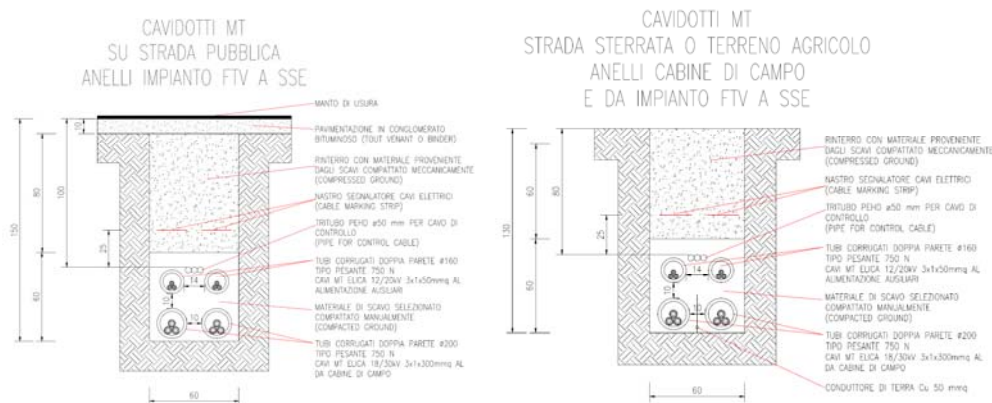 CAVIDOTTI MT
SU STRADA PUBBLICA
ANELLI IMPIANTO FTV A SSE
MANTO DI USURA
PAVIMENTAZIONE IN CONGLOMERATO
BITUMINOSO (TOUT VENANT O BINDER)
RINTERRO CON MATERIALE PROVENIENTE
DAGLI SCAVI COMPATTATO MECCANICAMENTE
(COMPRESSED GROUND)
NASTRO SEGNALATORE CAVI ELETTRICI
(CABLE MARKING STRIP)
TRITUBO PEHD ø50 mm PER CAVO DI
CONTROLLO
(PIPE FOR CONTROL CABLE)
TUBI CORRUGATI DOPPIA PARETE ø160
TIPO PESANTE 750 N
CAVI MT ELICA 12/20kV 3x1x50mmq AL
ALIMENTAZIONE AUSILIARI
MATERIALE DI SCAVO SELEZIONATO
COMPATTATO MANUALMENTE
(COMPACTED GROUND)
TUBI CORRUGATI DOPPIA PARETE ø200
TIPO PESANTE 750 N
CAVI MT ELICA 18/30kV 3x1x300mmq AL
DA CABINE DI CAMPO
150
10
80
100
25
60
14
10
10
60
CAVIDOTTI MT
STRADA STERRATA O TERRENO AGRICOLO
ANELLI CABINE DI CAMPO
E DA IMPIANTO FTV A SSE
RINTERRO CON MATERIALE PROVENIENTE
DAGLI SCAVI COMPATTATO MECCANICAMENTE
(COMPRESSED GROUND)
NASTRO SEGNALATORE CAVI ELETTRICI
(CABLE MARKING STRIP)
TRITUBO PEHD ø50 mm PER CAVO DI
CONTROLLO
(PIPE FOR CONTROL CABLE)
TUBI CORRUGATI DOPPIA PARETE ø160
TIPO PESANTE 750 N
CAVI MT ELICA 12/20kV 3x1x50mmq AL
ALIMENTAZIONE AUSILIARI
MATERIALE DI SCAVO SELEZIONATO
COMPATTATO MANUALMENTE
(COMPACTED GROUND)
TUBI CORRUGATI DOPPIA PARETE ø200
TIPO PESANTE 750 N
CAVI MT ELICA 18/30kV 3x1x300mmq AL
DA CABINE DI CAMPO
CONDUTTORE DI TERRA Cu 50 mmq
130
60
80
25
60
14
10
60